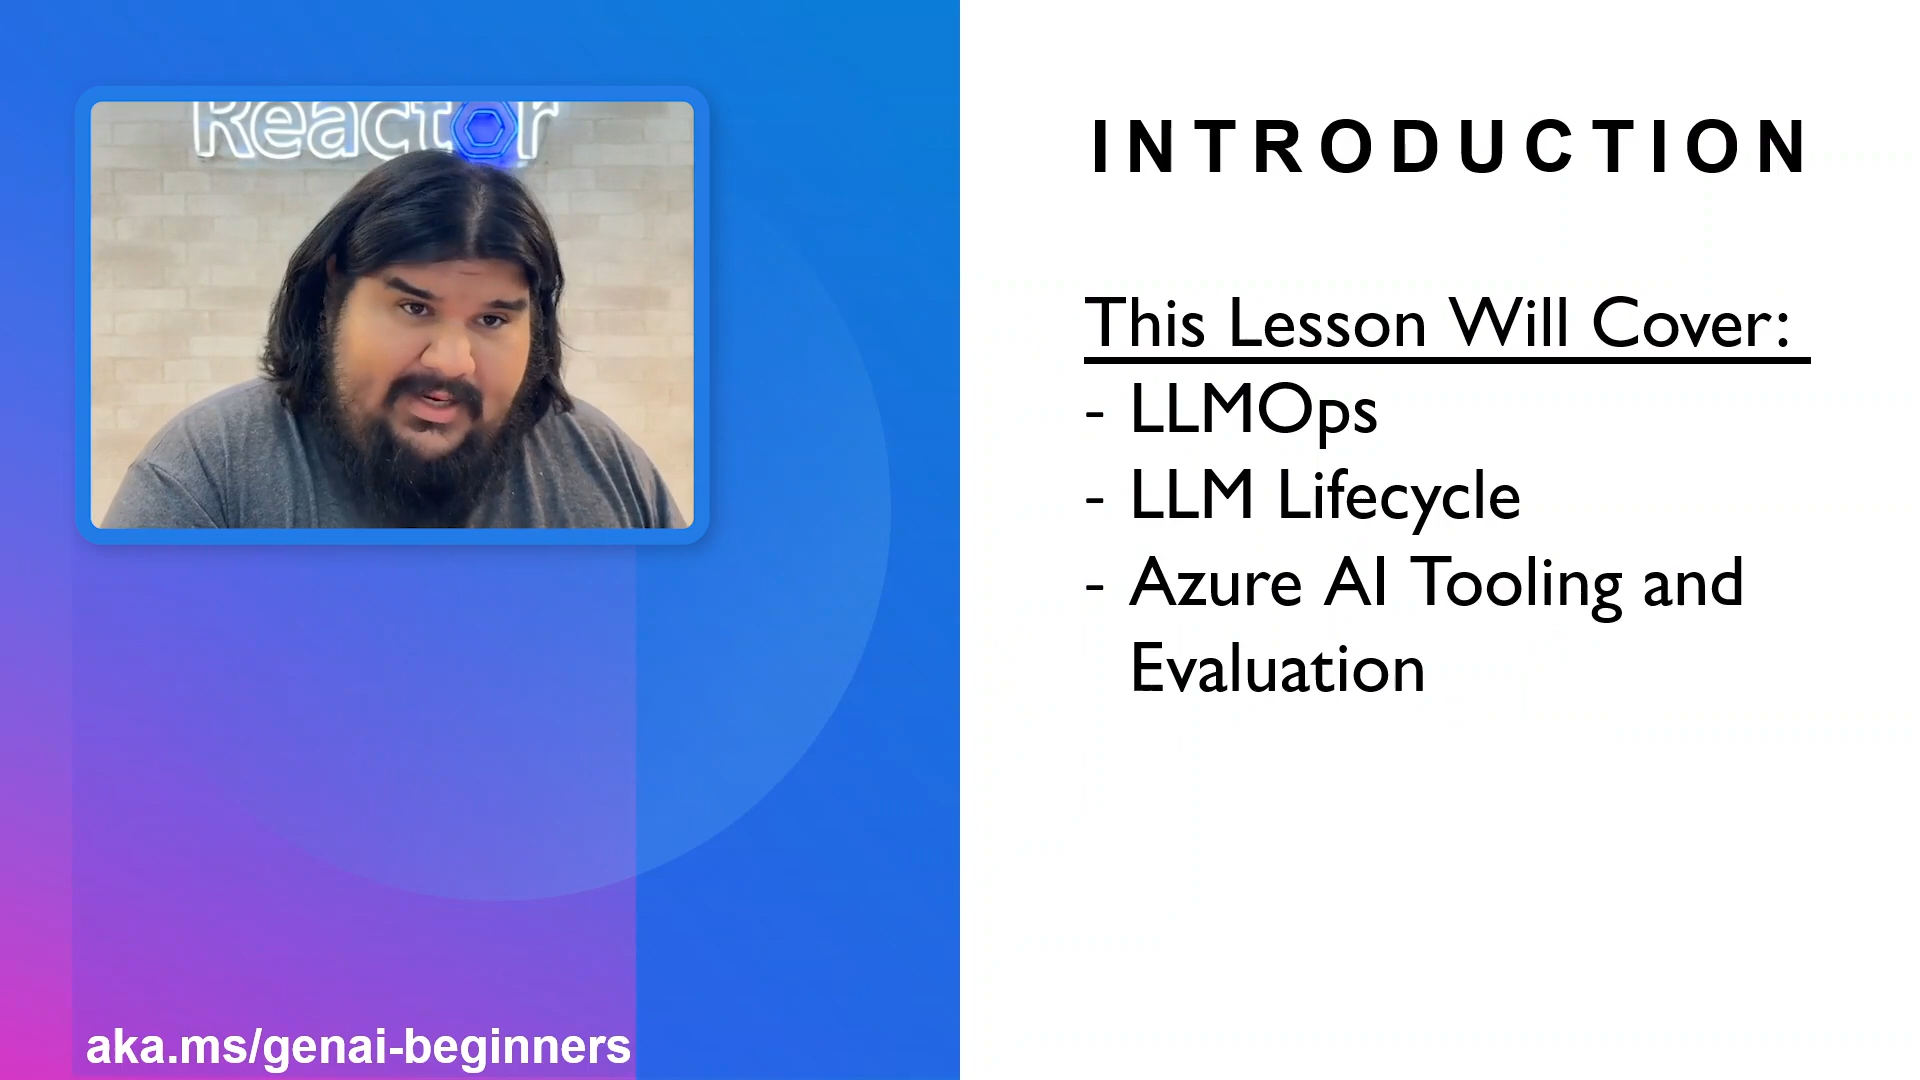 Reactor
INTRODUCTION
This Lesson Will Cover:
- LLMOps
- LLM Lifecycle
- Azure AI Tooling and
Evaluation
aka.ms/genai-beginners